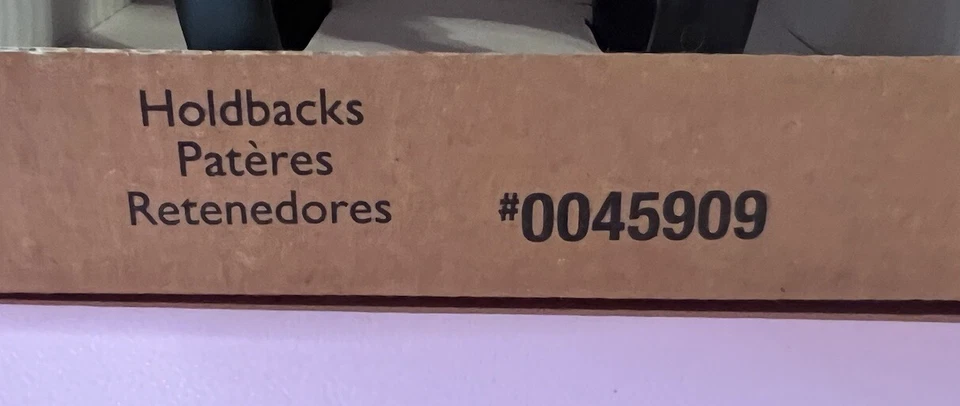 Holdbacks
Patères
Retenedores
#0045909